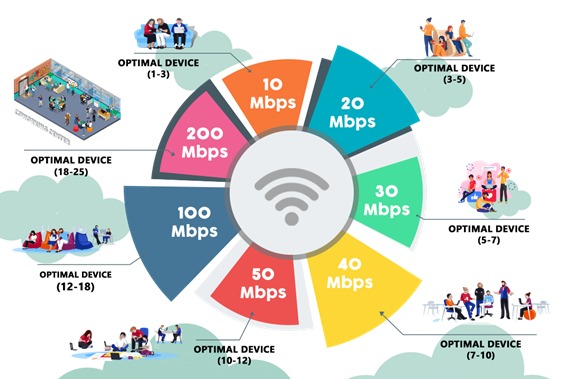 OPTIMAL DEVICE
(1-3)
10
Mbps
OPTIMAL DEVICE
(3-5)
20
Mbps
OPTIMAL DEVICE
(5-7)
30
Mbps
OPTIMAL DEVICE
(7-10)
40
Mbps
OPTIMAL DEVICE
(10-12)
50
Mbps
OPTIMAL DEVICE
(12-18)
100
Mbps
OPTIMAL DEVICE
(18-25)
200
Mbps